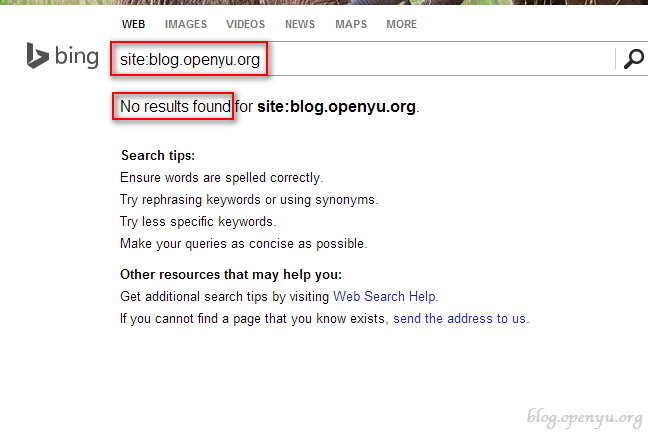 WEB IMAGES VIDEOS NEWS MAPS MORE
bing site:blog.openyu.org
No results found for site:blog.openyu.org.
Search tips:
Ensure words are spelled correctly.
Try rephrasing keywords or using synonyms.
Try less specific keywords.
Make your queries as concise as possible.
Other resources that may help you:
Get additional search tips by visiting Web Search Help.
If you cannot find a page that you know exists, send the address to us.
blog.openyu.org